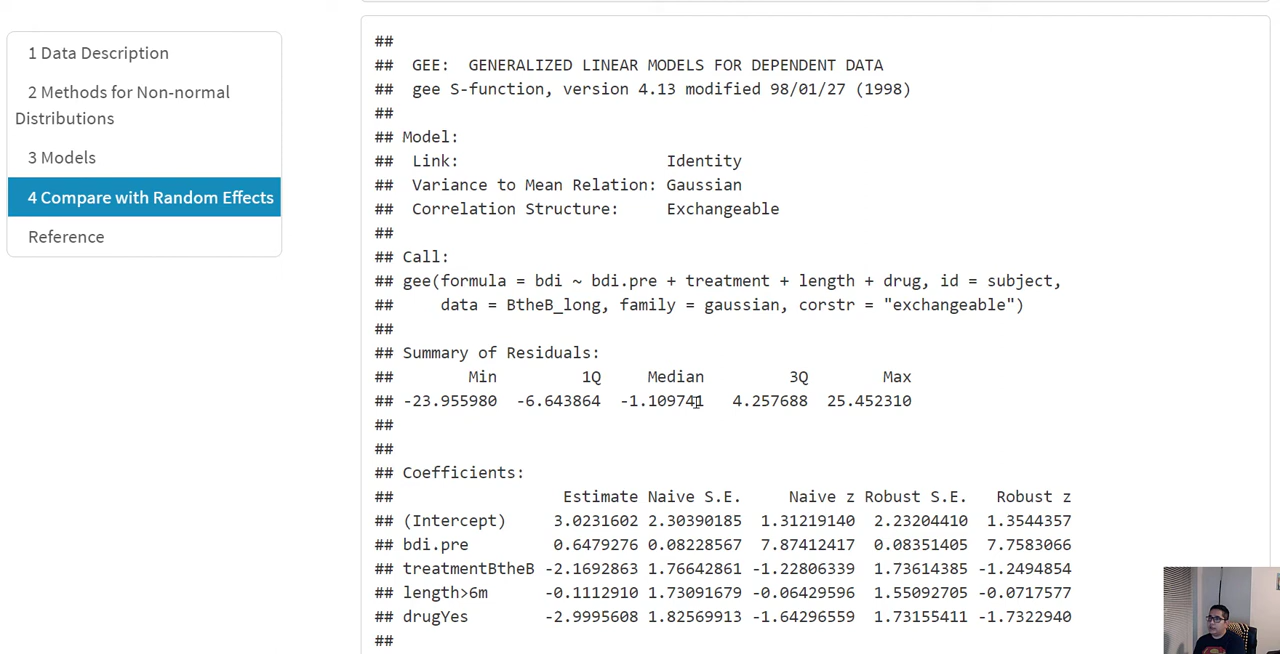 1 Data Description
2 Methods for Non-normal
Distributions
3 Models
4 Compare with Random Effects
Reference
##
## GEE: GENERALIZED LINEAR MODELS FOR DEPENDENT DATA
## gee S-function, version 4.13 modified 98/01/27 (1998)
##
## Model:
## Link: Identity
## Variance to Mean Relation: Gaussian
## Correlation Structure: Exchangeable
##
## Call:
## gee(formula = bdi ~ bdi.pre + treatment + length + drug, id = subject,
## data = BtheB_long, family = gaussian, corstr = "exchangeable")
##
## Summary of Residuals:
## Min 1Q Median 3Q Max
## -23.955980 -6.643864 -1.109741 4.257688 25.452310
##
##
## Coefficients:
## Estimate Naive S.E. Naive z Robust S.E. Robust z
## (Intercept) 3.0231602 2.30390185 1.31219140 2.23204410 1.3544357
## bdi.pre 0.6479276 0.08228567 7.87412417 0.08351405 7.7583066
## treatmentBtheB -2.1692863 1.76642861 -1.22806339 1.73614385 -1.2494854
## length>6m -0.1112910 1.73091679 -0.06429596 1.55092705 -0.0717577
## drugYes -2.9995608 1.82569913 -1.64296559 1.73155411 -1.7322940
##